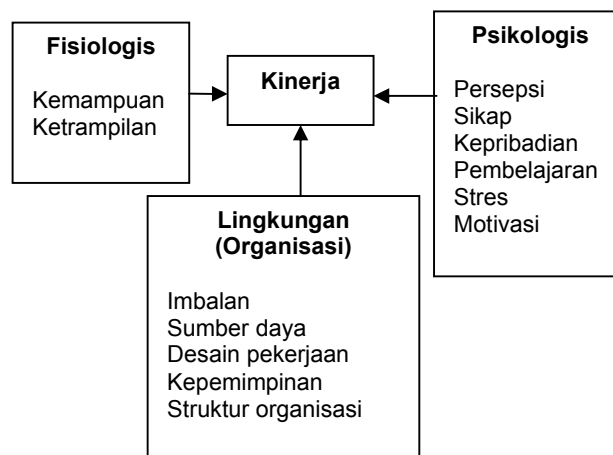 Fisiologis
Kemampuan
Ketrampilan
Kinerja
Psikologis
Persepsi
Sikap
Kepribadian
Pembelajaran
Stres
Motivasi
Lingkungan
(Organisasi)
Imbalan
Sumber daya
Desain pekerjaan
Kepemimpinan
Struktur organisasi